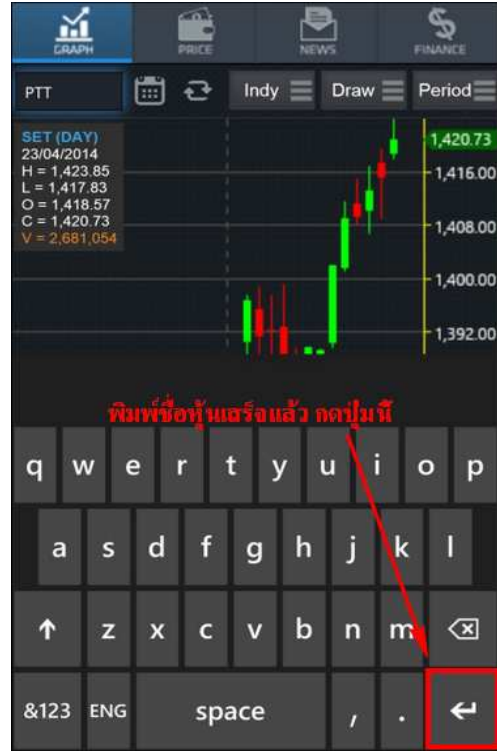 GRAPH PRICE NEWS FINANCE
PTT Indy Draw Period
SET (DAY)
23/04/2014
H = 1,423.85
L = 1,417.83
O = 1,418.57
C = 1,420.73
V = 2,681,054
1,420.73
1,416.00
1,408.00
1,400.00
1,392.00
พิมพ์ชื่อหุ้นเสร็จแล้ว กดปุ่มนี้
q w e r t y u i o p
a s d f g h j k l
z x c v b n m
&123 ENG space , .